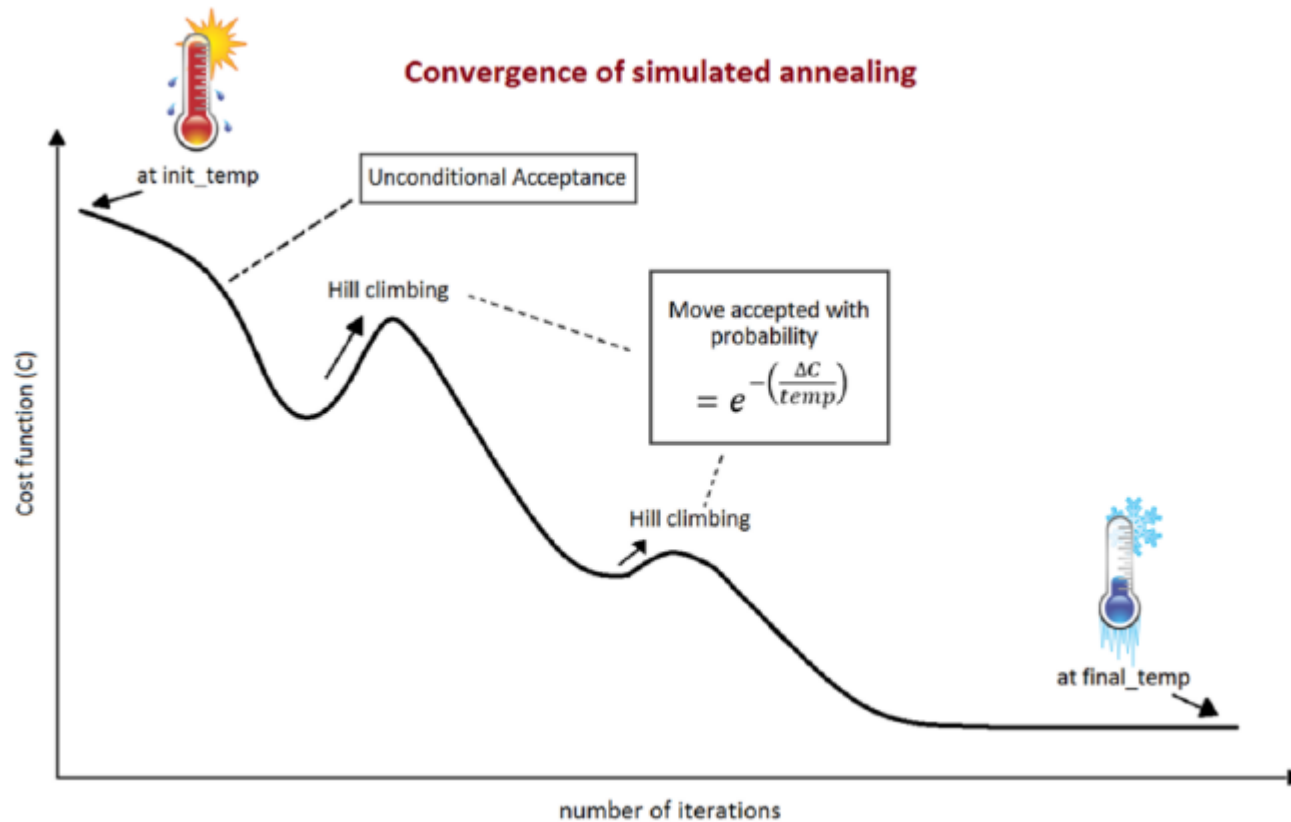 Convergence of simulated annealing
at init_temp
Unconditional Acceptance
Hill climbing
Move accepted with
probability
= e^{-(ΔC/temp)}
Cost function (C)
Hill climbing
at final_temp
number of iterations